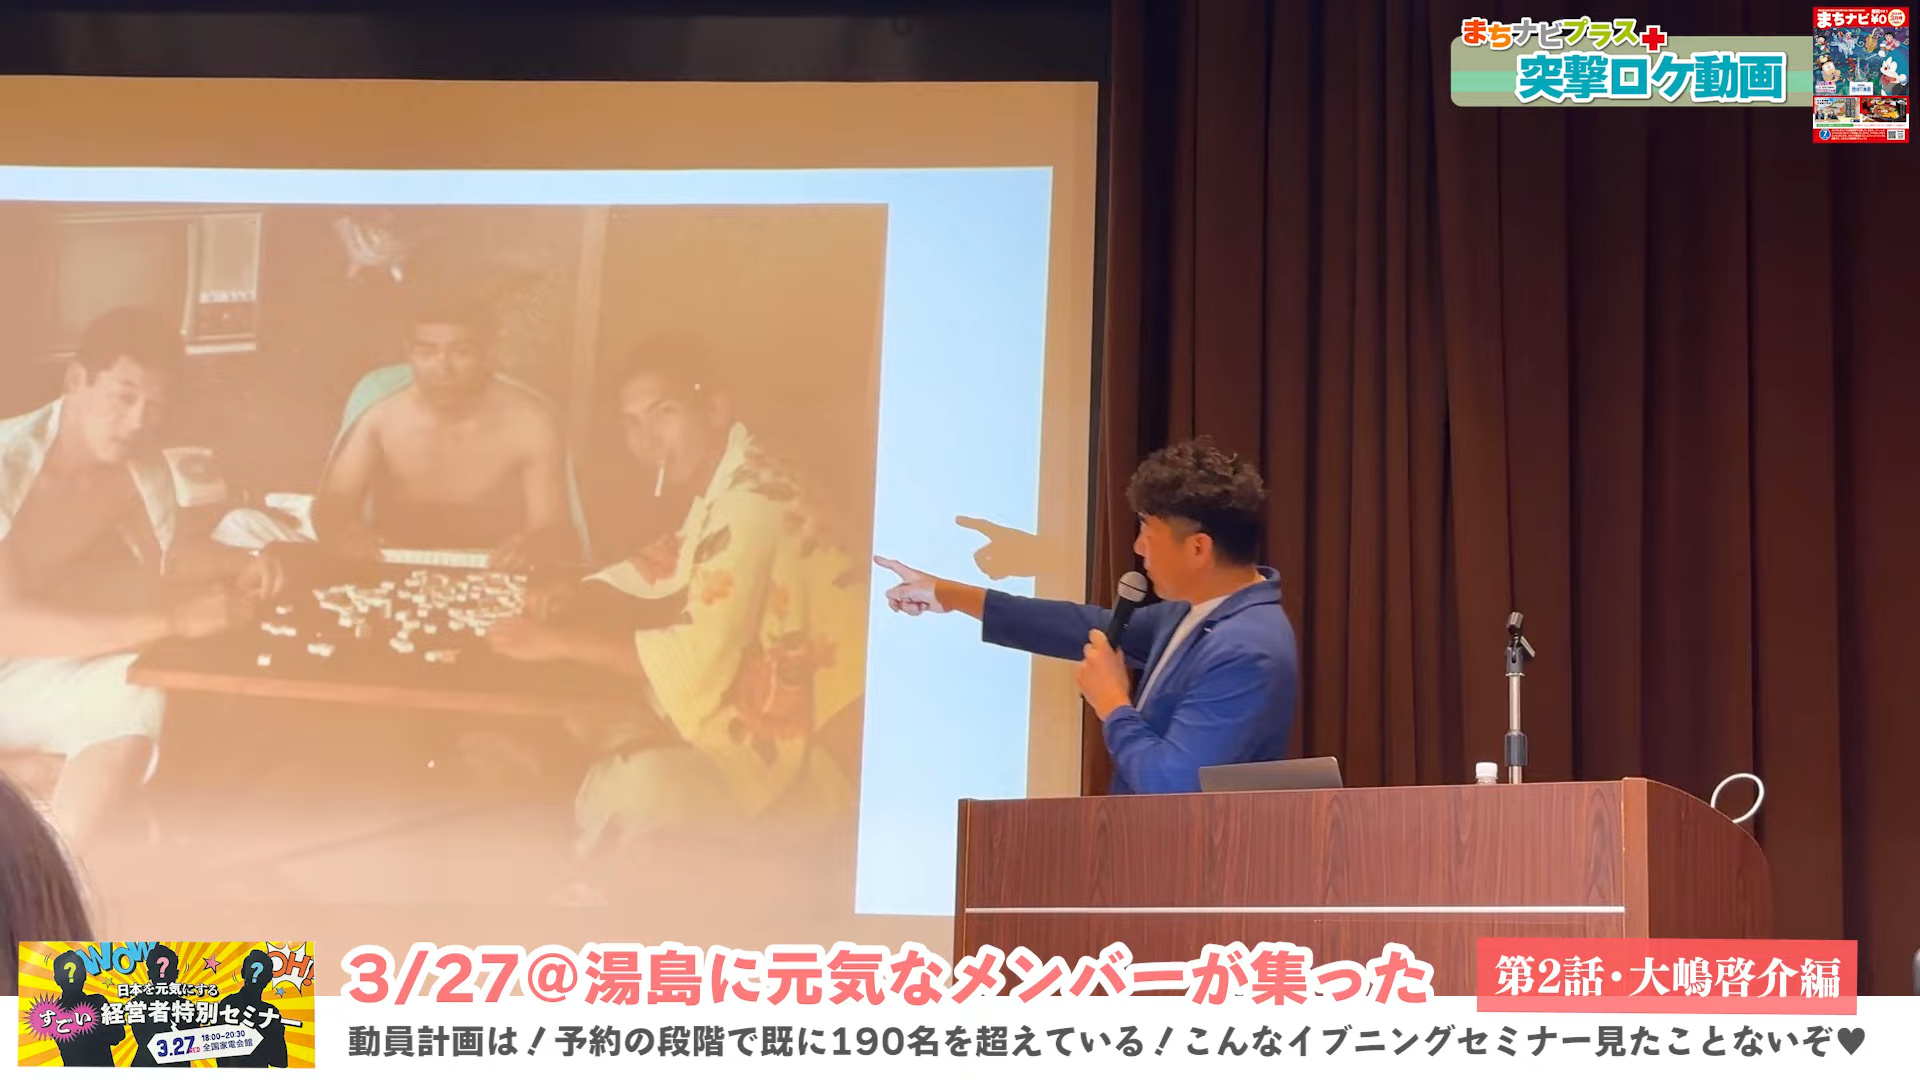 まちナビプラス+
突撃ロケ動画
まちナビ
¥0
WOW
OH!
日本を元気にする
すごい
経営者特別セミナー
3.27 WED 18:00~20:30 全国家電会館
3/27@湯島に元気なメンバーが集った
第2話・大嶋啓介編
動員計画は!予約の段階で既に190名を超えている!こんなイブニングセミナー見たことないぞ♥